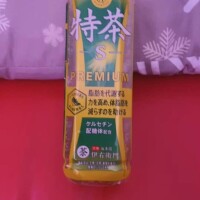 特茶
S
PREMIUM
脂肪を代謝する
力を高め、体脂肪を
減らすのを助ける
ケルセチン
配糖体
伊右衛門